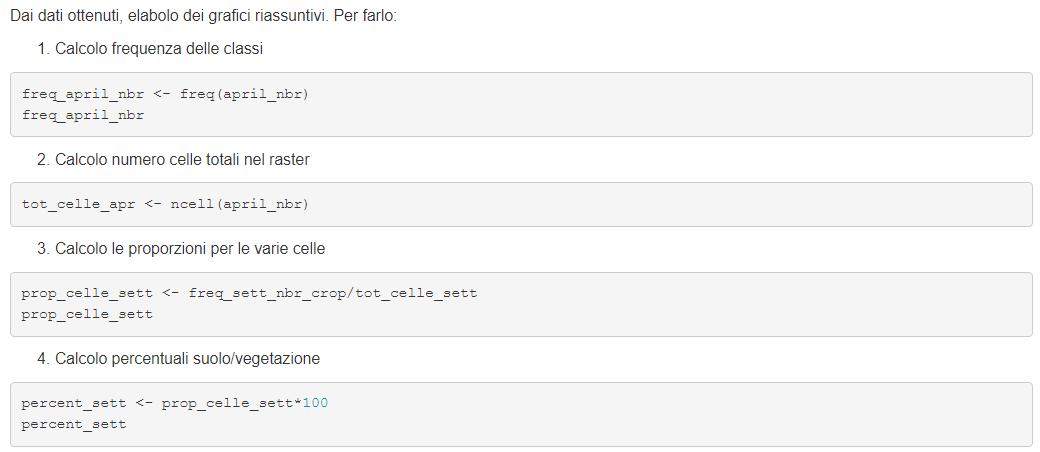 Dai dati ottenuti, elabolo dei grafici riassuntivi. Per farlo:
1. Calcolo frequenza delle classi
freq_april_nbr <- freq(april_nbr)
freq_april_nbr
2. Calcolo numero celle totali nel raster
tot_celle_apr <- ncell(april_nbr)
3. Calcolo le proporzioni per le varie celle
prop_celle_sett <- freq_sett_nbr_crop/tot_celle_sett
prop_celle_sett
4. Calcolo percentuali suolo/vegetazione
percent_sett <- prop_celle_sett*100
percent_sett